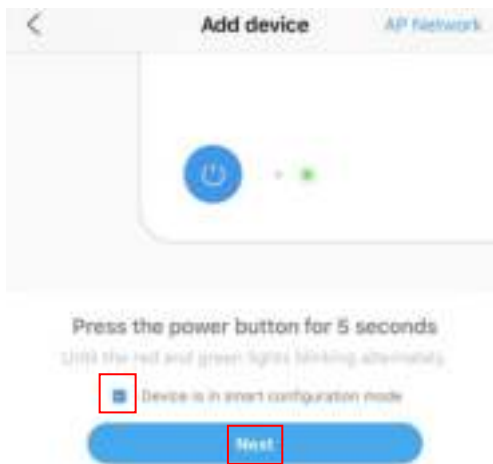 Add device
AP Network
Press the power button for 5 seconds
Until the red and green lights blinking alternately
Device is in smart configuration mode
Next